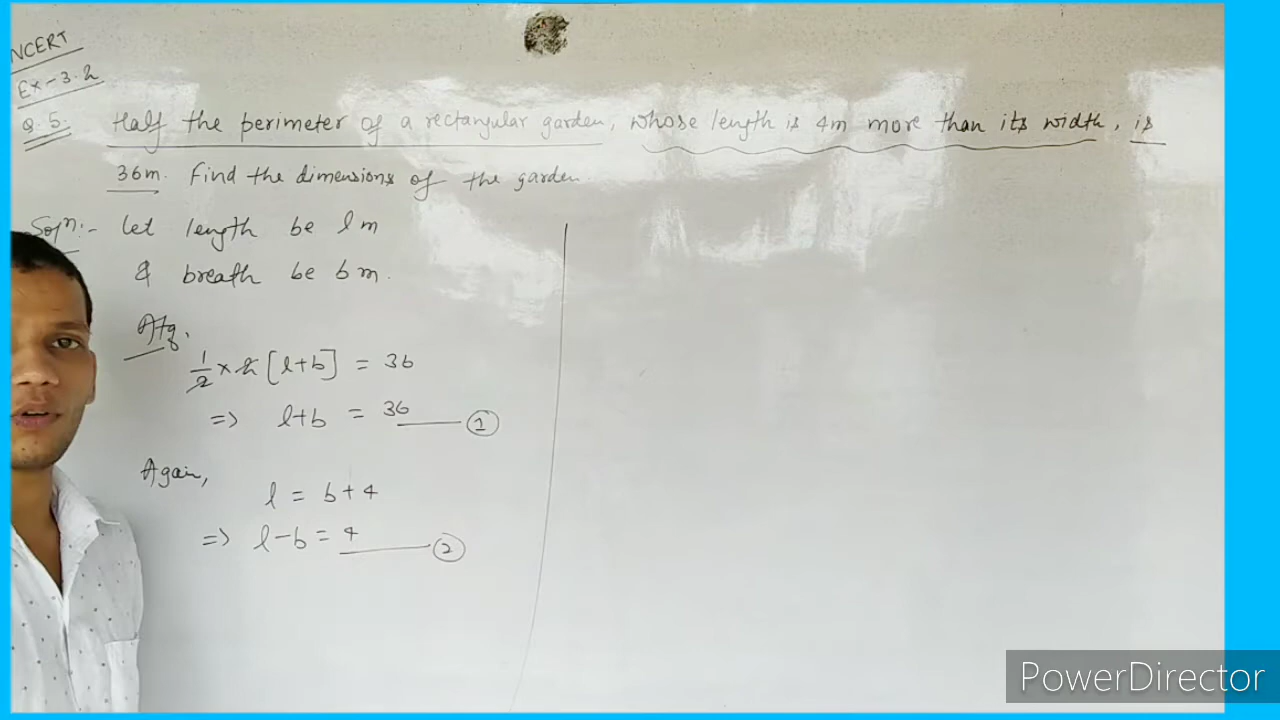 NCERT
Ex-3.2
Q.5. Half the perimeter of a rectangular garden, whose length is 4m more than its width, is
36m. Find the dimensions of the garden.
Soln:- Let length be l m
& breath be b m.
Atq,
1/2 × 2 [l+b] = 36
=> l+b = 36 ——— ①
Again,
l = b+4
=> l-b = 4 ——— ②
PowerDirector